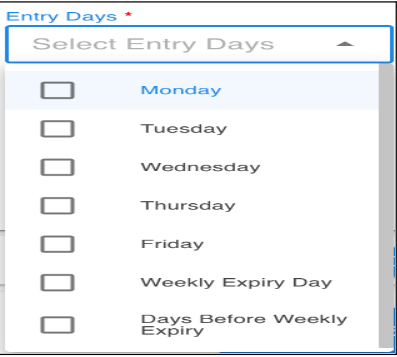 Entry Days *
Select Entry Days
Monday
Tuesday
Wednesday
Thursday
Friday
Weekly Expiry Day
Days Before Weekly
Expiry